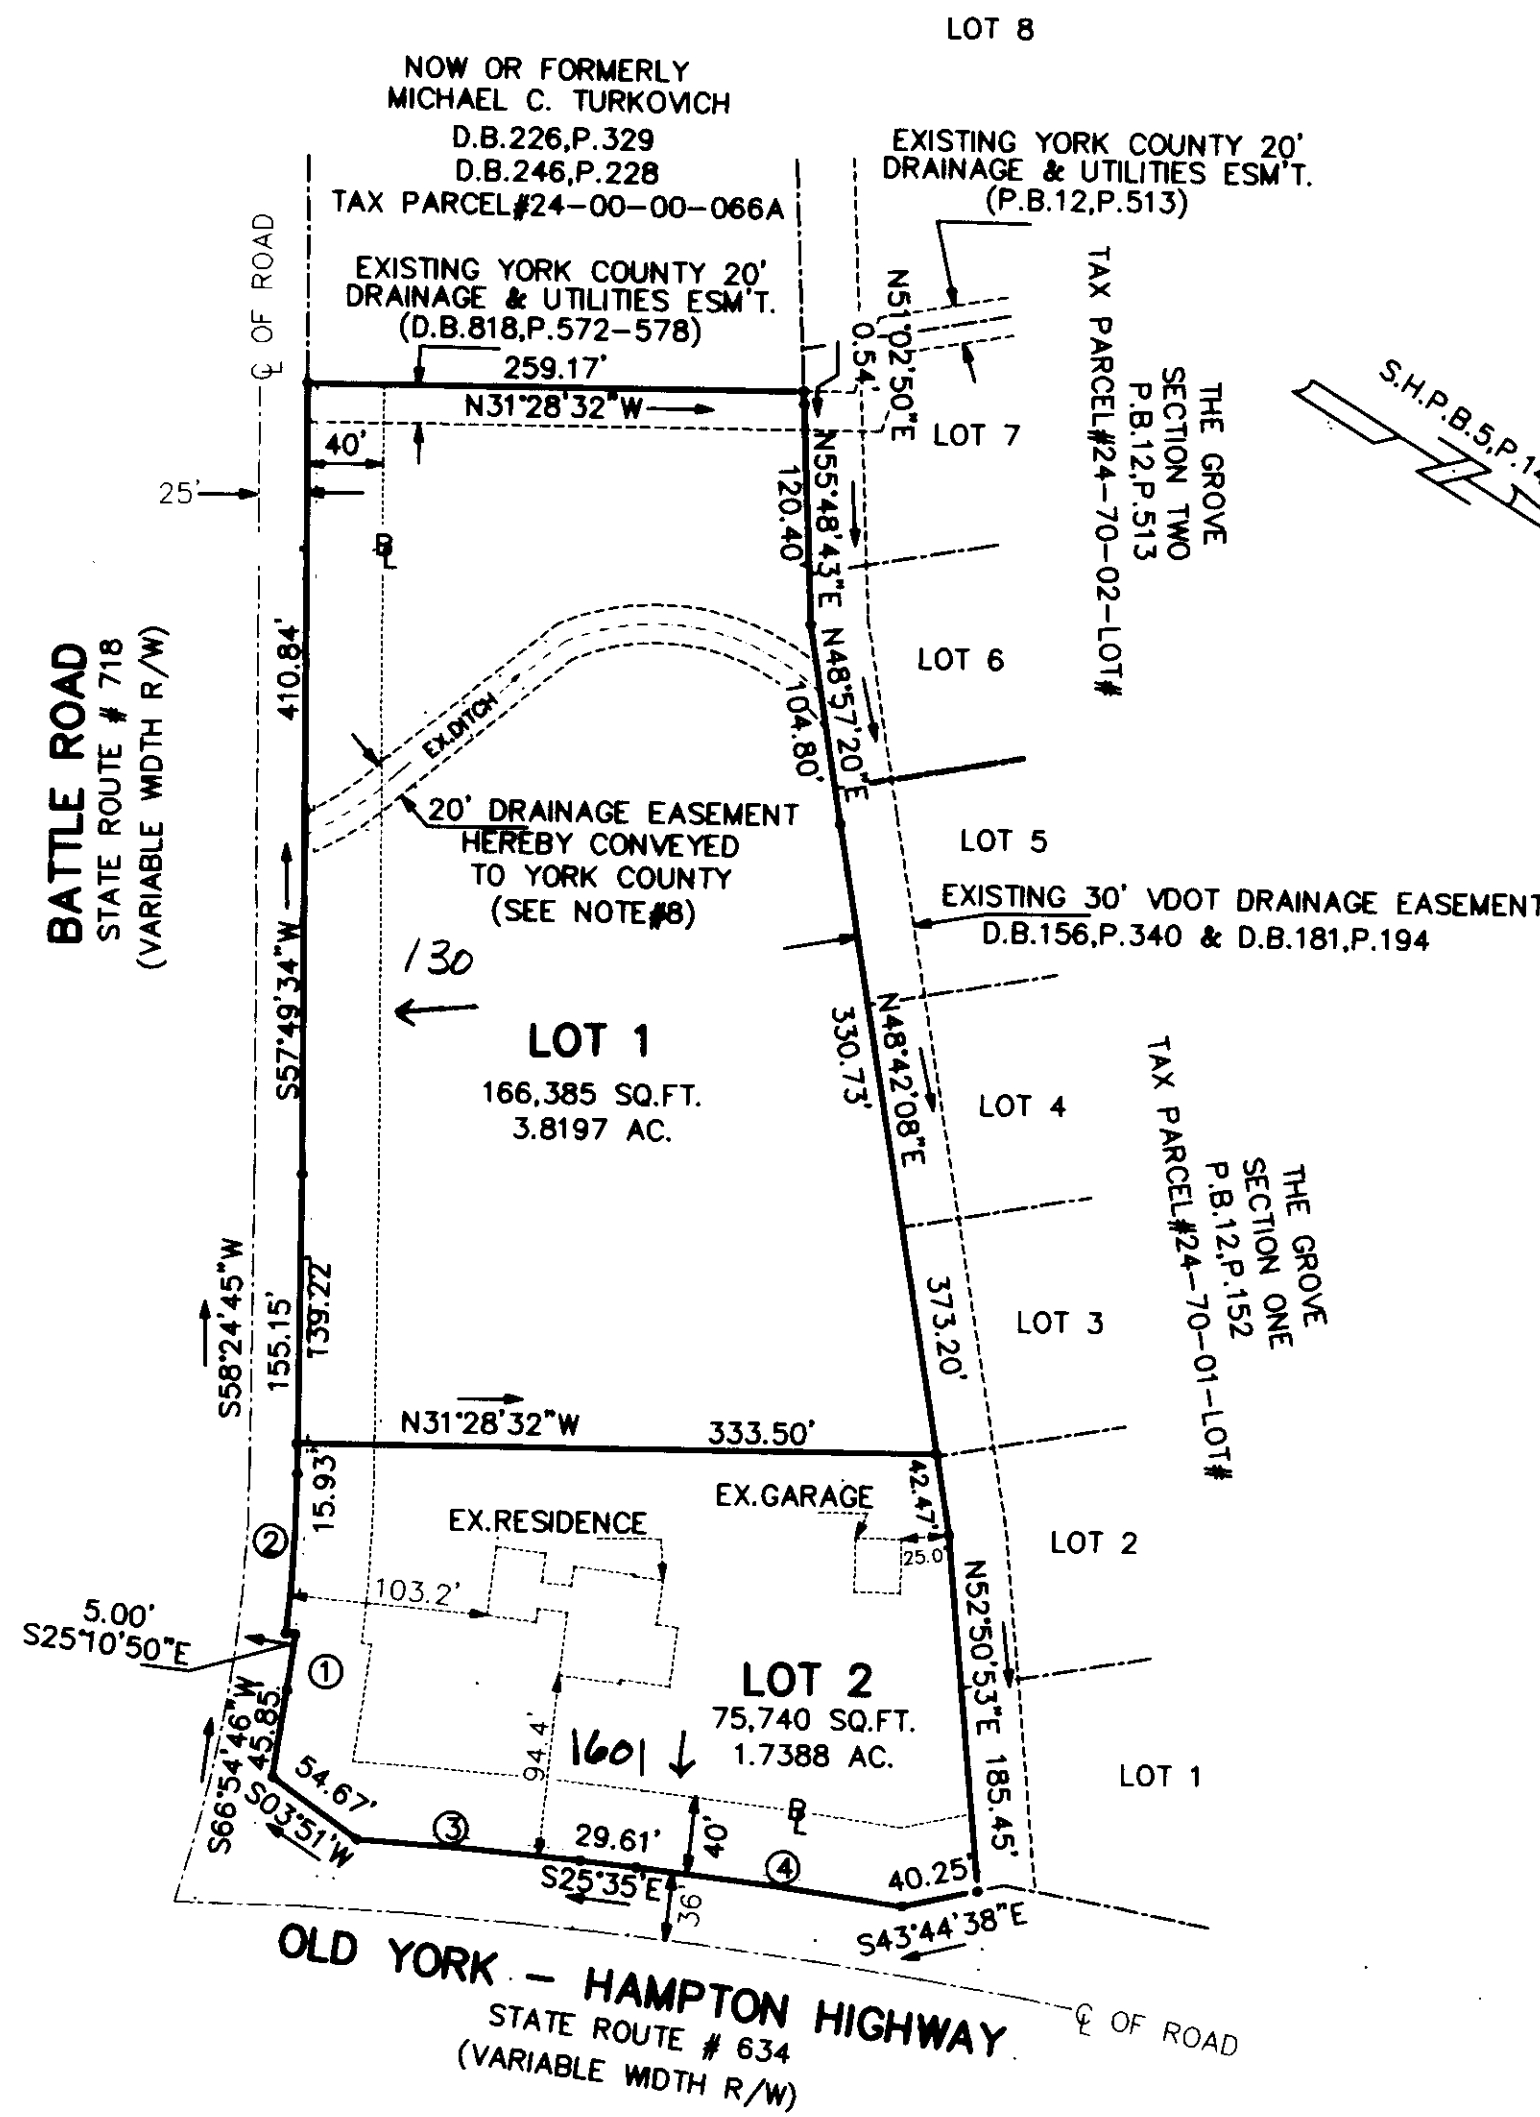 LOT 8
NOW OR FORMERLY
MICHAEL C. TURKOVICH
D.B.226,P.329
D.B.246,P.228
TAX PARCEL#24-00-00-066A
EXISTING YORK COUNTY 20'
DRAINAGE & UTILITIES ESM'T.
(P.B.12,P.513)
EXISTING YORK COUNTY 20'
DRAINAGE & UTILITIES ESM'T.
(D.B.818,P.572-578)
℄ OF ROAD
259.17'
N31°28'32"W
N51°02'50"E
0.54'
40'
25'
BL
LOT 7
THE GROVE
SECTION TWO
P.B.12,P.513
TAX PARCEL#24-70-02-LOT#
S.H.P.B.5,P.14
N55°48'43"E
120.40'
410.84'
S57°49'34"W
BATTLE ROAD
STATE ROUTE # 718
(VARIABLE WIDTH R/W)
EX.DITCH
N48°57'20"E
104.80'
LOT 6
20' DRAINAGE EASEMENT
HEREBY CONVEYED
TO YORK COUNTY
(SEE NOTE#8)
LOT 5
EXISTING 30' VDOT DRAINAGE EASEMENT
D.B.156,P.340 & D.B.181,P.194
130
LOT 1
166,385 SQ.FT.
3.8197 AC.
N48°42'08"E
330.73'
LOT 4
THE GROVE
SECTION ONE
P.B.12,P.152
TAX PARCEL#24-70-01-LOT#
373.20'
LOT 3
S58°24'45"W
155.15'
139.22
N31°28'32"W
333.50'
15.93'
42.47'
EX.GARAGE
EX.RESIDENCE
25.0'
LOT 2
2
103.2'
5.00'
S25°10'50"E
1
N52°50'53"E 185.45'
LOT 2
75,740 SQ.FT.
1.7388 AC.
1601
94.4'
S66°54'46"W
45.85'
54.67'
S03°51'W
3
29.61'
S25°35'E
40'
36'
BL
4
40.25'
S43°44'38"E
LOT 1
OLD YORK - HAMPTON HIGHWAY
STATE ROUTE # 634
(VARIABLE WIDTH R/W)
℄ OF ROAD